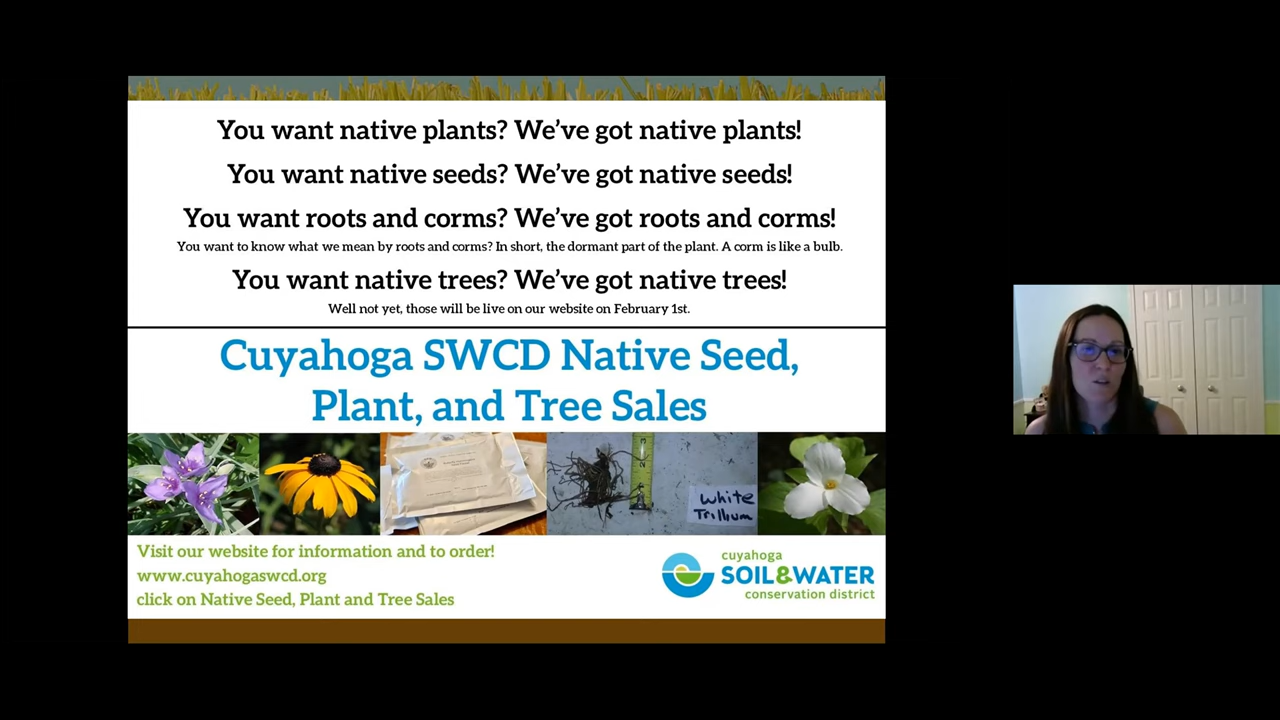 You want native plants? We've got native plants!
You want native seeds? We've got native seeds!
You want roots and corms? We've got roots and corms!
You want to know what we mean by roots and corms? In short, the dormant part of the plant. A corm is like a bulb.
You want native trees? We've got native trees!
Well not yet, those will be live on our website on February 1st.
Cuyahoga SWCD Native Seed,
Plant, and Tree Sales
White
Trillium
Visit our website for information and to order!
www.cuyahogaswcd.org
click on Native Seed, Plant and Tree Sales
cuyahoga
SOIL&WATER
conservation district